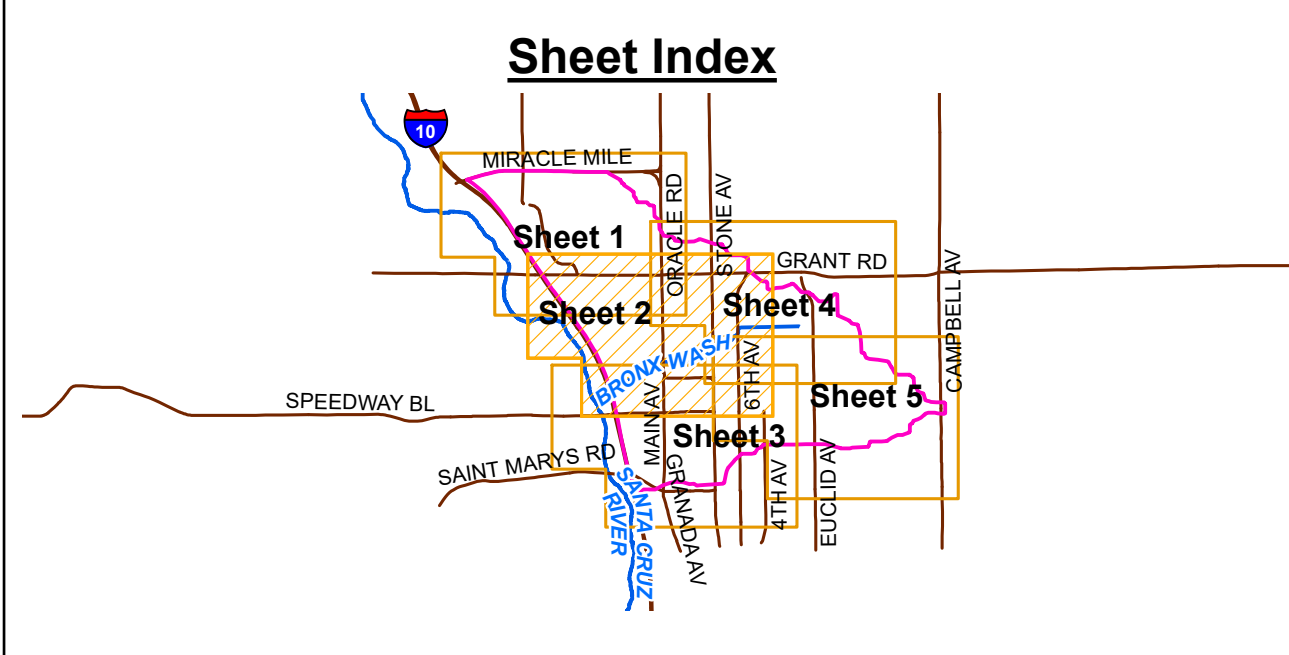 Sheet Index
10
MIRACLE MILE
ORACLE RD
STONE AV
Sheet 1
GRANT RD
CAMPBELL AV
Sheet 2
Sheet 4
BRONX WASH
6TH AV
SPEEDWAY BL
MAIN AV
Sheet 5
Sheet 3
SAINT MARYS RD
GRANADA AV
4TH AV
EUCLID AV
SANTA CRUZ
RIVER